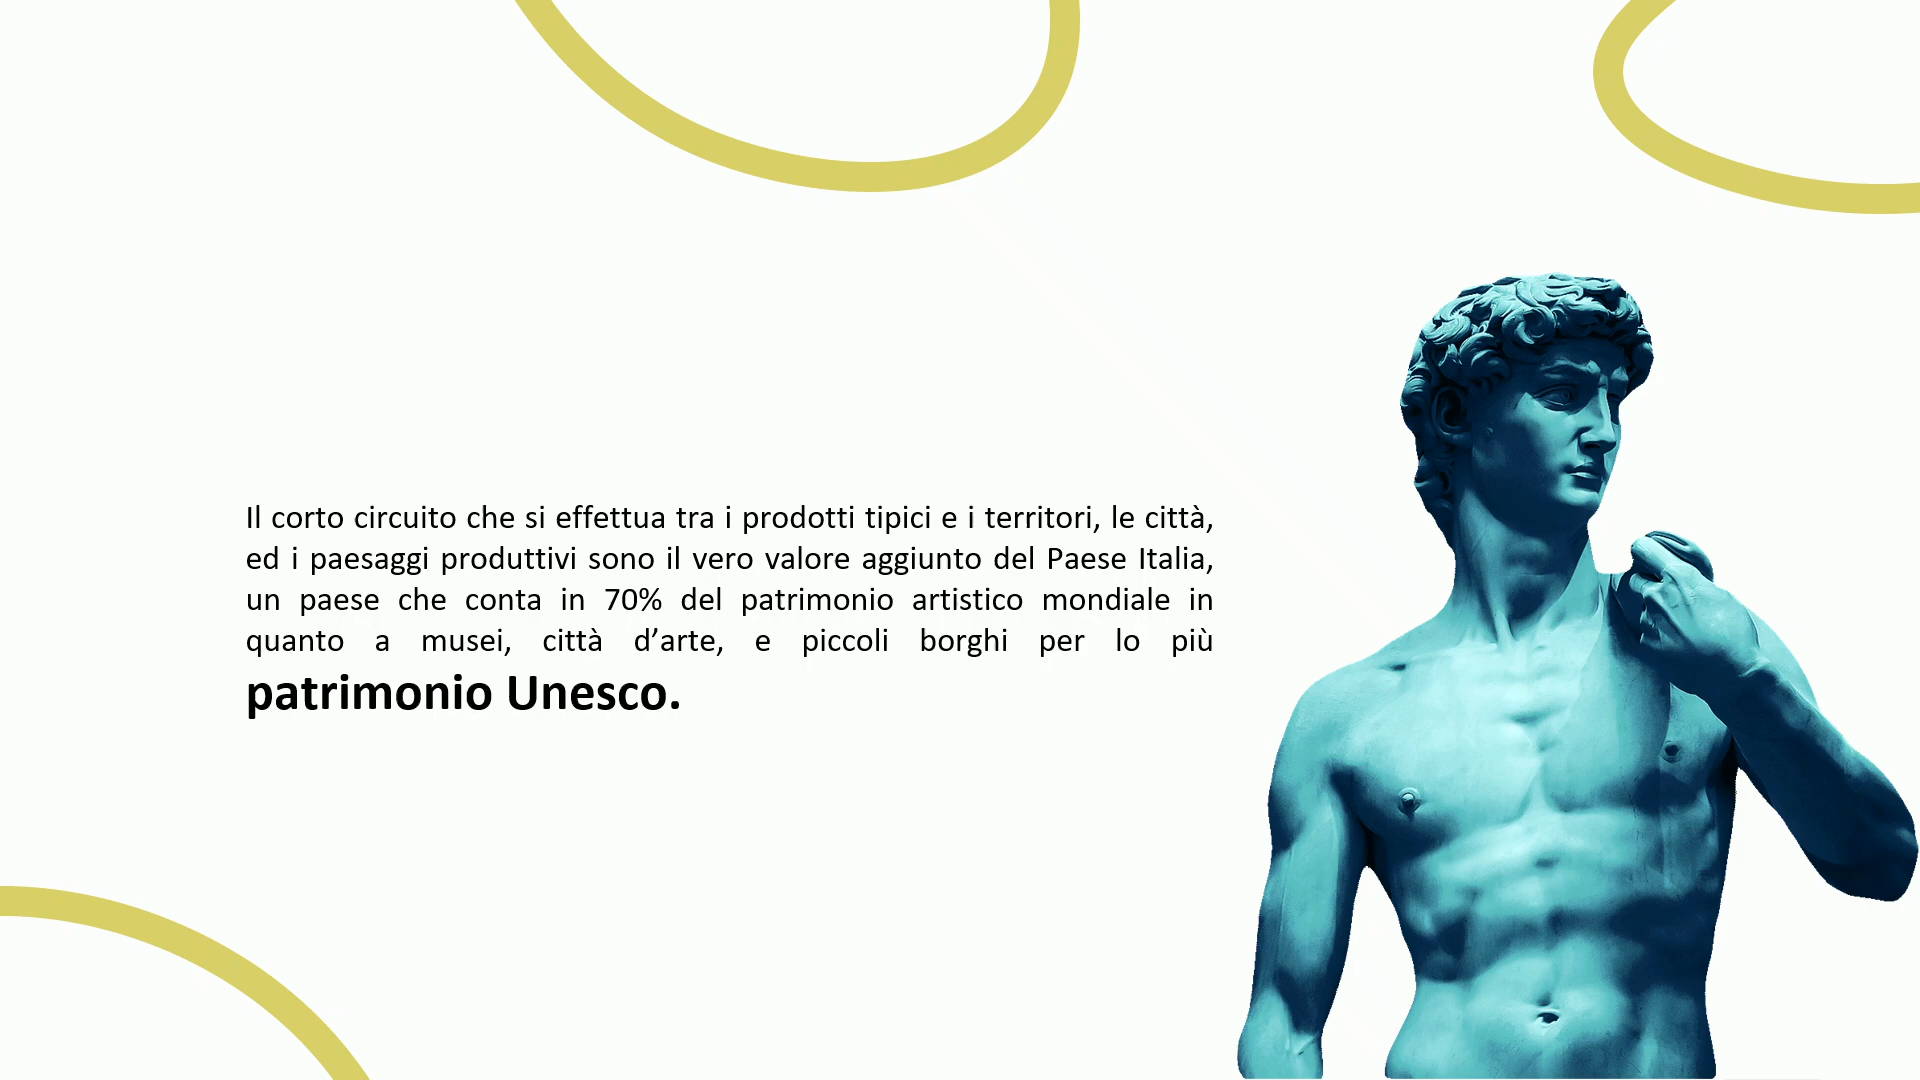 Il corto circuito che si effettua tra i prodotti tipici e i territori, le città,
ed i paesaggi produttivi sono il vero valore aggiunto del Paese Italia,
un paese che conta in 70% del patrimonio artistico mondiale in
quanto a musei, città d’arte, e piccoli borghi per lo più
patrimonio Unesco.